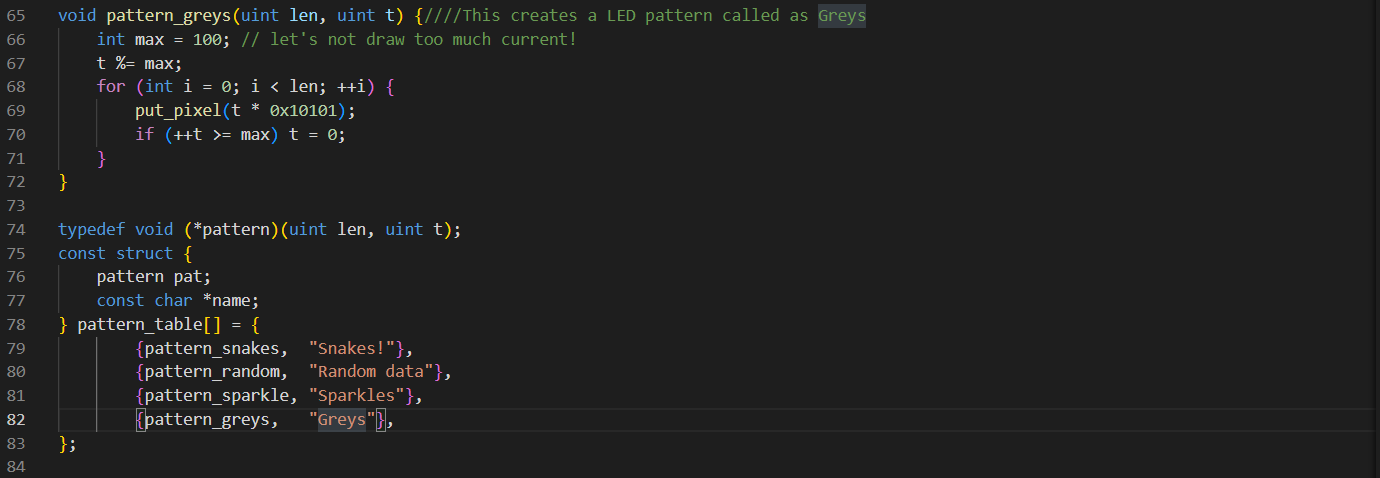 65 void pattern_greys(uint len, uint t) {////This creates a LED pattern called as Greys
66     int max = 100; // let's not draw too much current!
67     t %= max;
68     for (int i = 0; i < len; ++i) {
69         put_pixel(t * 0x10101);
70         if (++t >= max) t = 0;
71     }
72 }
73
74 typedef void (*pattern)(uint len, uint t);
75 const struct {
76     pattern pat;
77     const char *name;
78 } pattern_table[] = {
79         {pattern_snakes,  "Snakes!"},
80         {pattern_random,  "Random data"},
81         {pattern_sparkle, "Sparkles"},
82         {pattern_greys,   "Greys"},
83 };
84